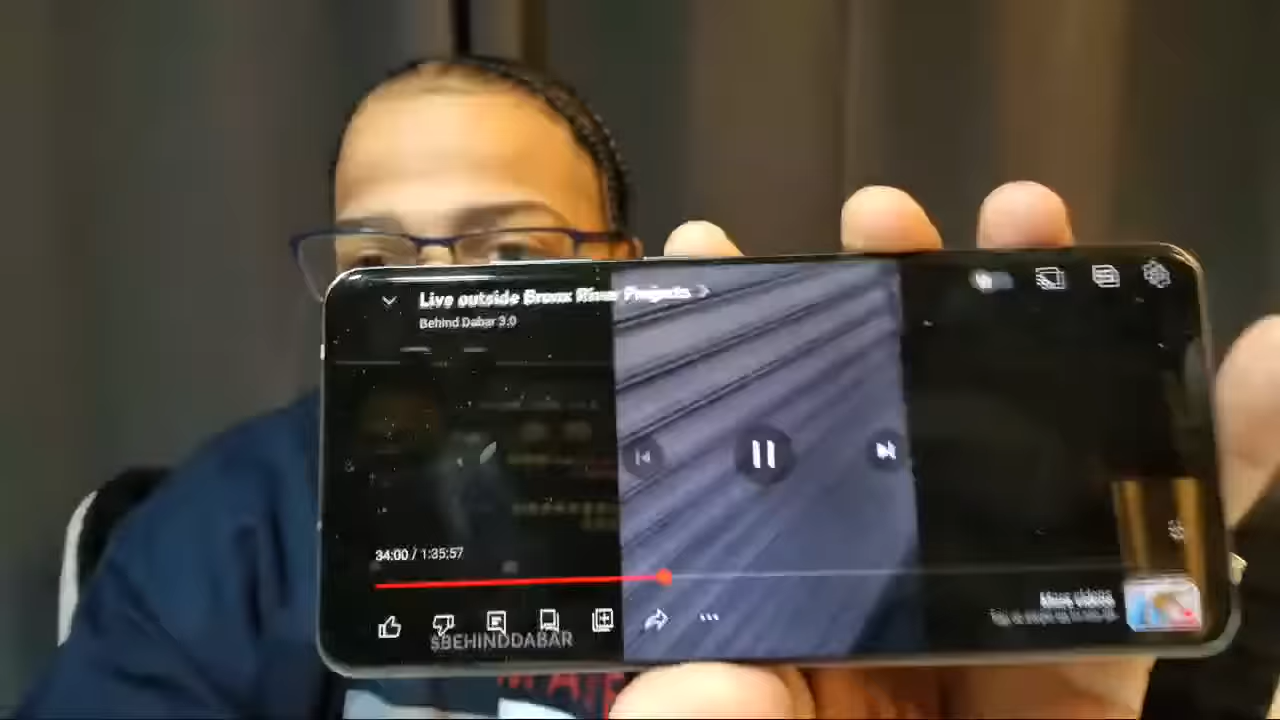 Live outside Bronx River Projects
Behind Dabar 3.0
34:00 / 1:35:57
More videos
$BEHINDDABAR